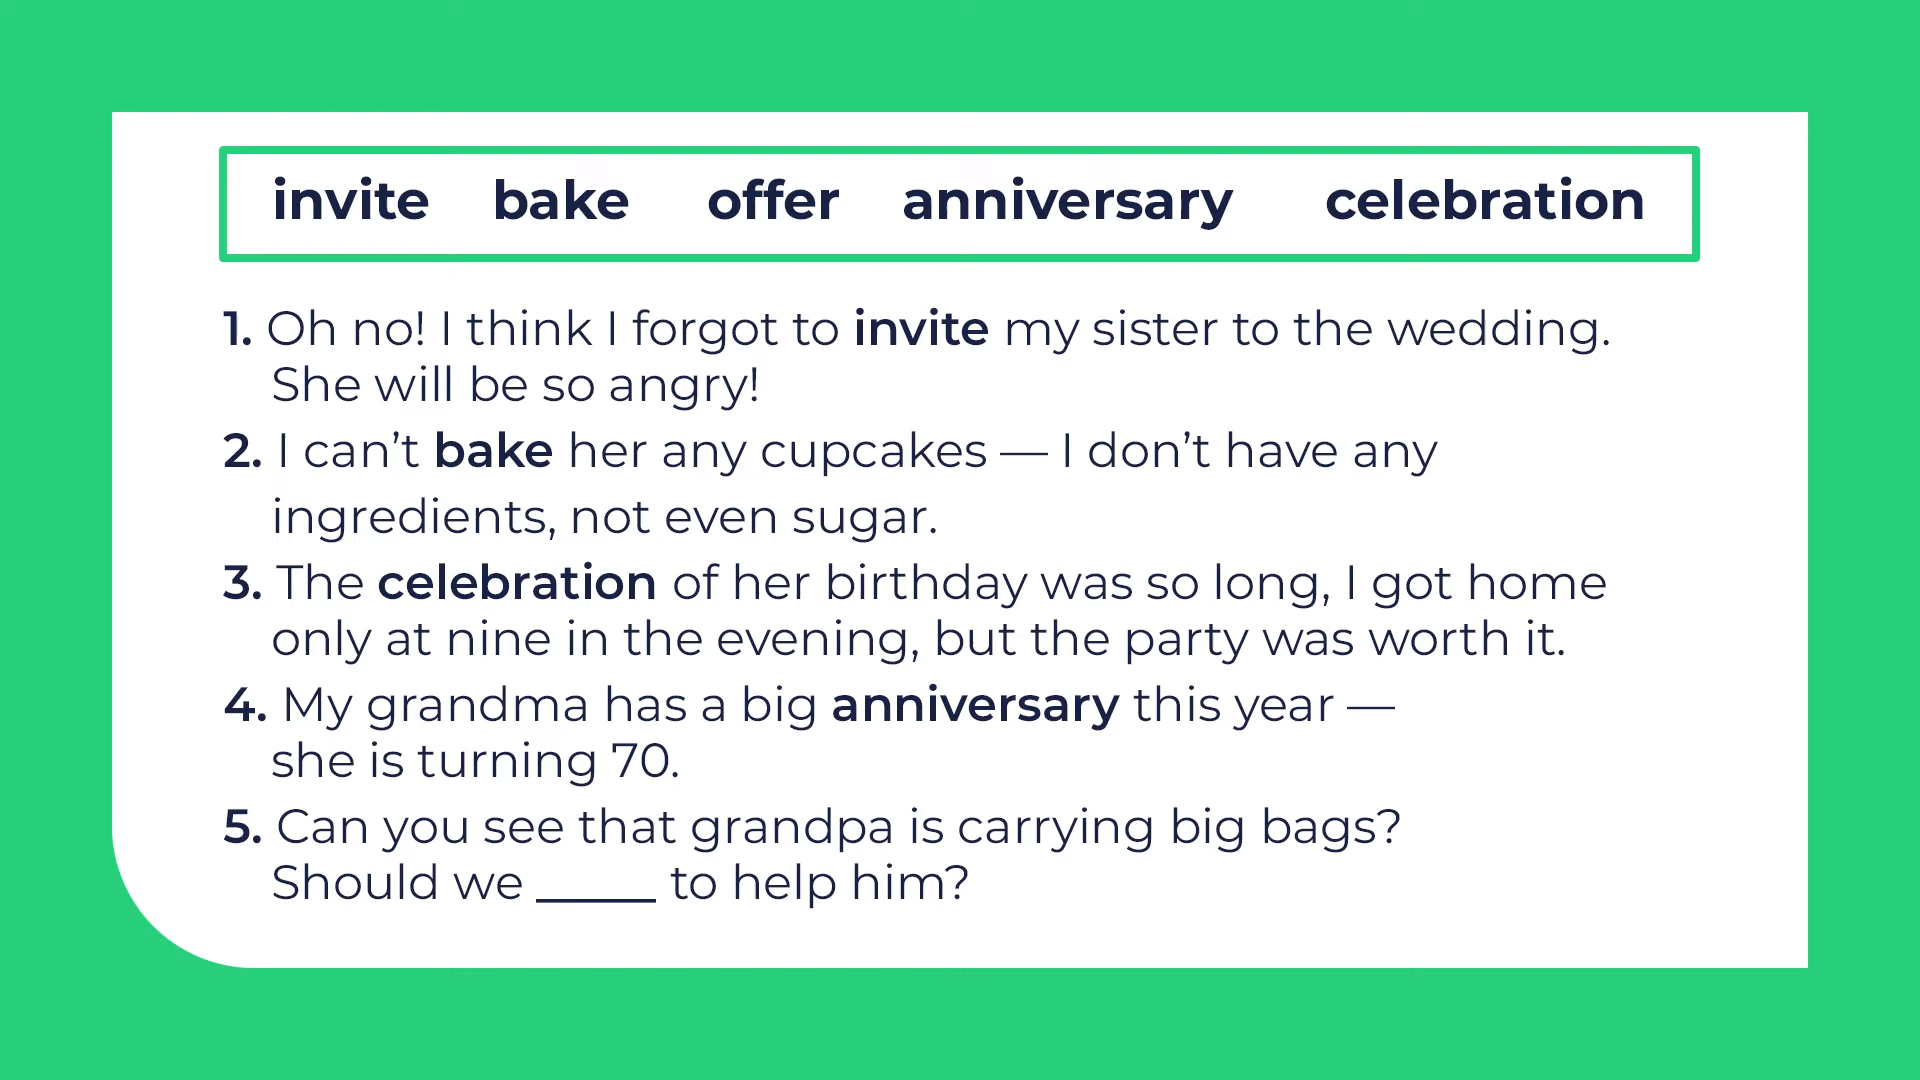 invite bake offer anniversary celebration
1. Oh no! I think I forgot to invite my sister to the wedding.
She will be so angry!
2. I can’t bake her any cupcakes — I don’t have any
ingredients, not even sugar.
3. The celebration of her birthday was so long, I got home
only at nine in the evening, but the party was worth it.
4. My grandma has a big anniversary this year —
she is turning 70.
5. Can you see that grandpa is carrying big bags?
Should we _____ to help him?